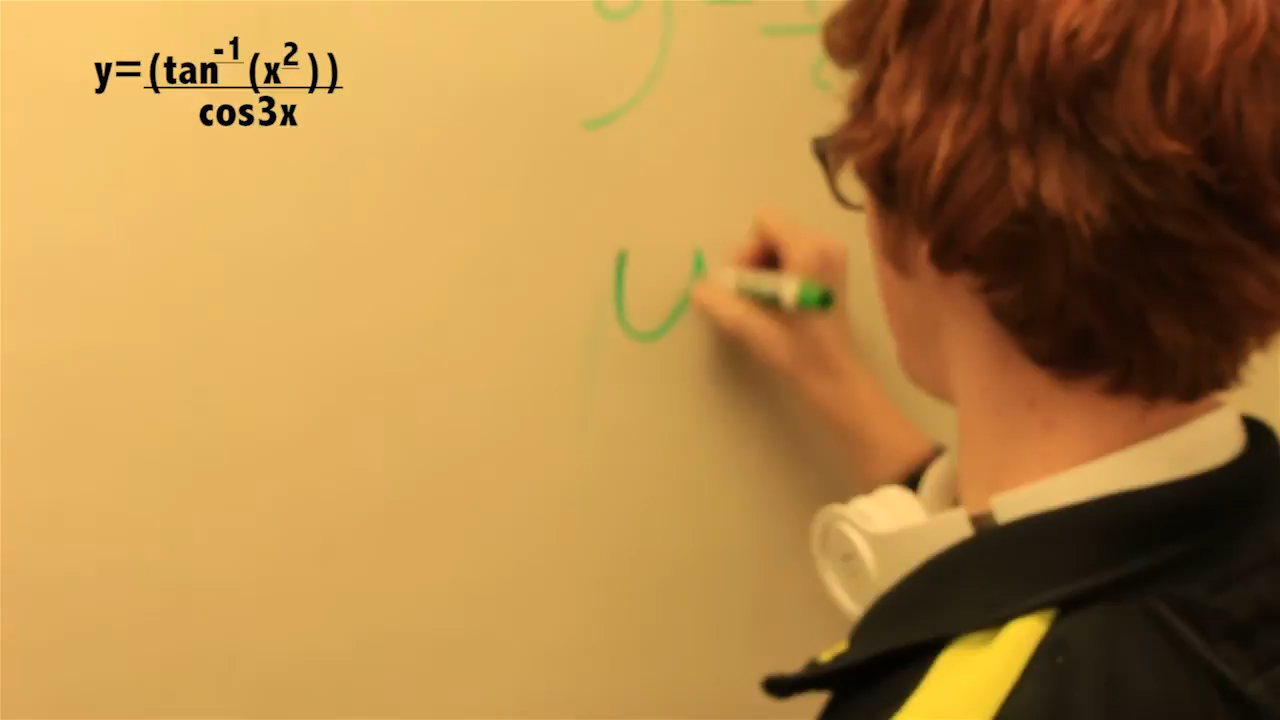 y=(tan⁻¹(x²))
cos3x
y
u